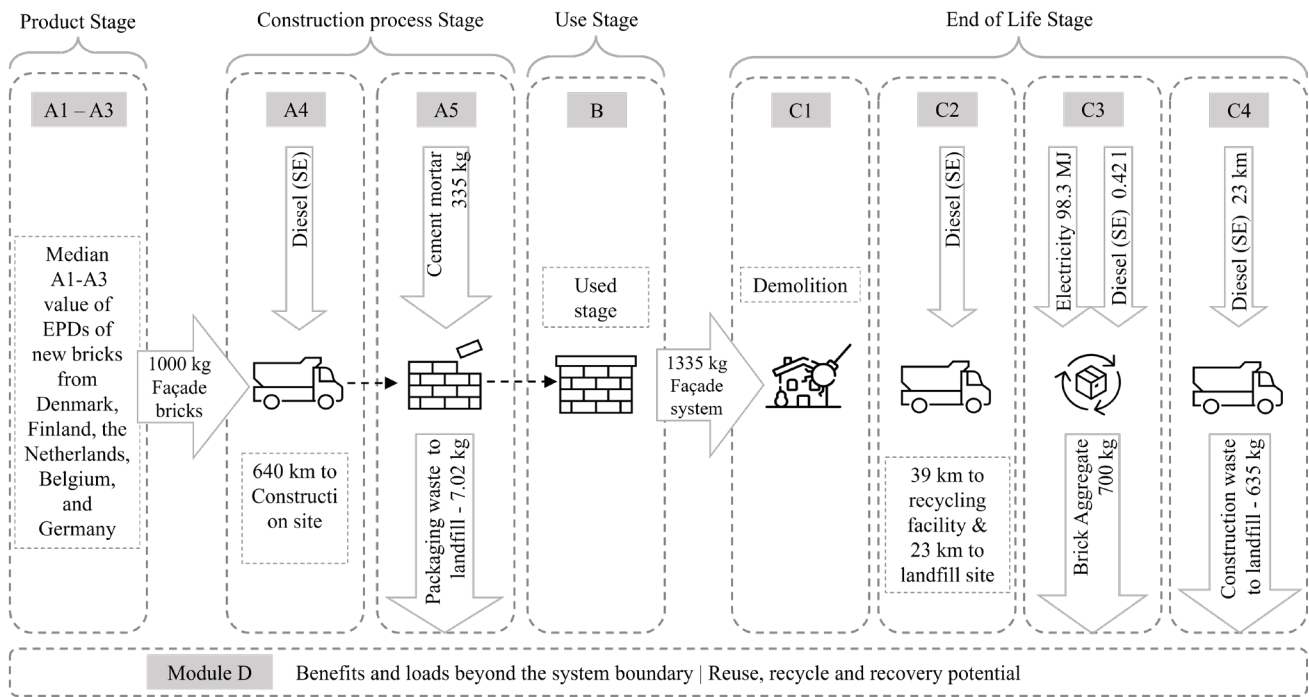 Product Stage
Construction process Stage
Use Stage
End of Life Stage
A1 – A3
A4
A5
B
C1
C2
C3
C4
Median
A1-A3
value of
EPDs of
new bricks
from
Denmark,
Finland, the
Netherlands,
Belgium,
and
Germany
1000 kg
Façade
bricks
Diesel (SE)
640 km to
Constructi
on site
Cement mortar
335 kg
Packaging waste to
landfill - 7.02 kg
Used
stage
1335 kg
Façade
system
Demolition
Diesel (SE)
39 km to
recycling
facility &
23 km to
landfill site
Electricity 98.3 MJ
Diesel (SE) 0.42 l
Brick Aggregate
700 kg
Diesel (SE) 23 km
Construction waste
to landfill - 635 kg
Module D
Benefits and loads beyond the system boundary | Reuse, recycle and recovery potential